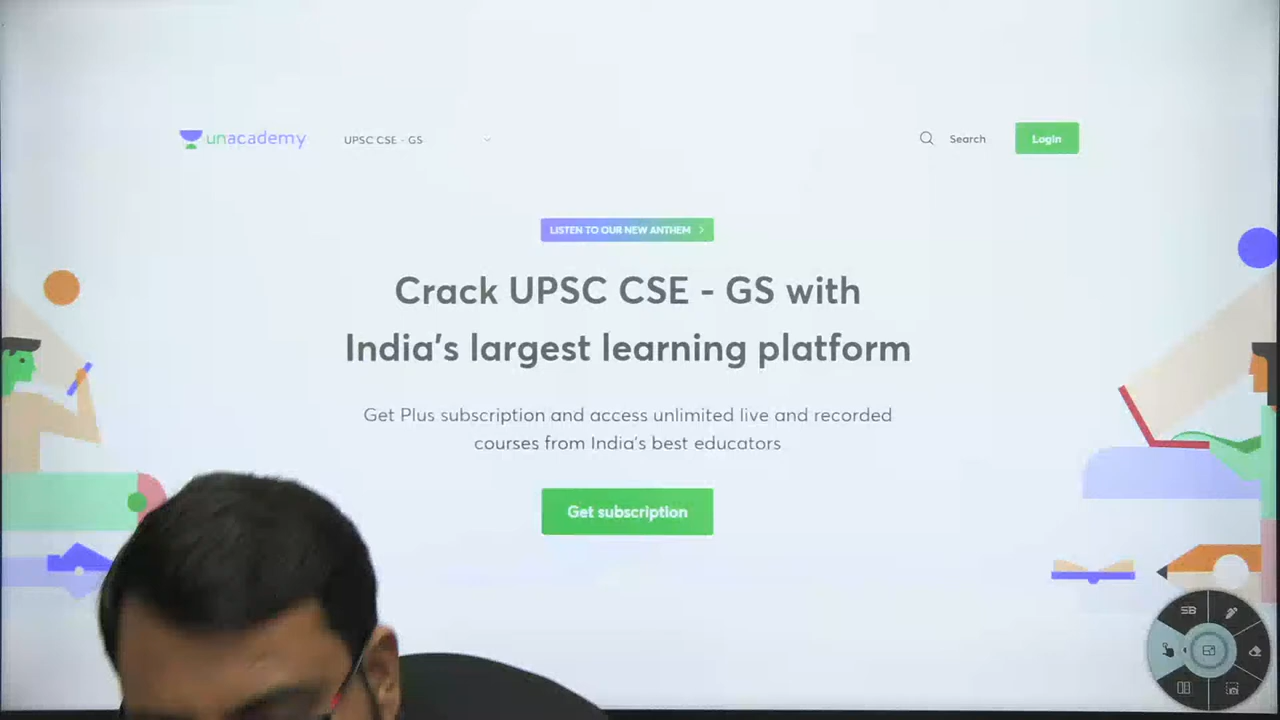 unacademy
UPSC CSE - GS
Search
Login
LISTEN TO OUR NEW ANTHEM
Crack UPSC CSE - GS with
India's largest learning platform
Get Plus subscription and access unlimited live and recorded
courses from India's best educators
Get subscription
SB